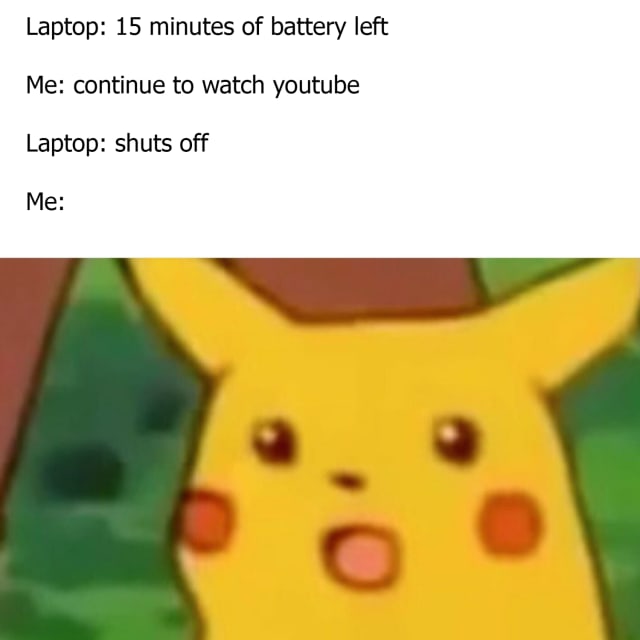 Laptop: 15 minutes of battery left
Me: continue to watch youtube
Laptop: shuts off
Me: